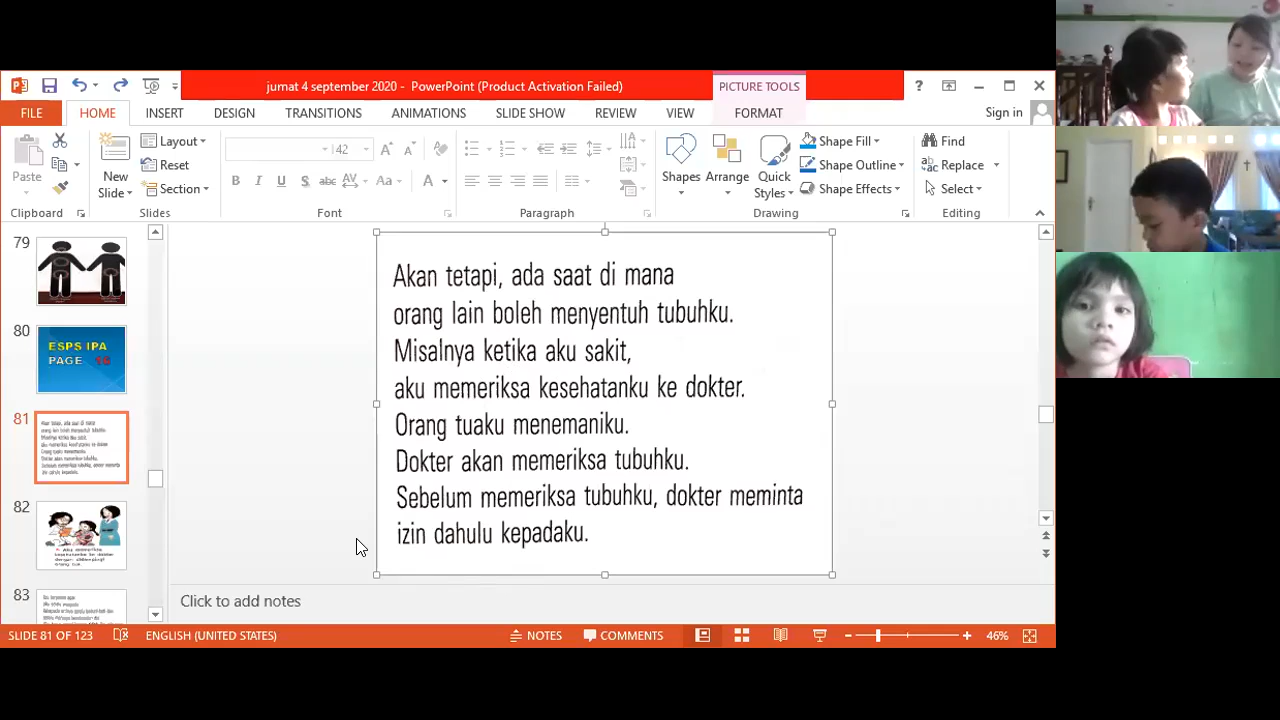 jumat 4 september 2020 - PowerPoint (Product Activation Failed)
PICTURE TOOLS
FILE HOME INSERT DESIGN TRANSITIONS ANIMATIONS SLIDE SHOW REVIEW VIEW FORMAT
Sign in
Paste
New Slide
Layout
Reset
Section
42
B I U S abc AV Aa A
Shapes
Arrange
Quick Styles
Shape Fill
Shape Outline
Shape Effects
Find
Replace
Select
Clipboard
Slides
Font
Paragraph
Drawing
Editing
79
80
ESPS IPA
PAGE 16
81
82
83
Akan tetapi, ada saat di mana
orang lain boleh menyentuh tubuhku.
Misalnya ketika aku sakit,
aku memeriksa kesehatanku ke dokter.
Orang tuaku menemaniku.
Dokter akan memeriksa tubuhku.
Sebelum memeriksa tubuhku, dokter meminta
izin dahulu kepadaku.
Click to add notes
SLIDE 81 OF 123
ENGLISH (UNITED STATES)
NOTES
COMMENTS
46%